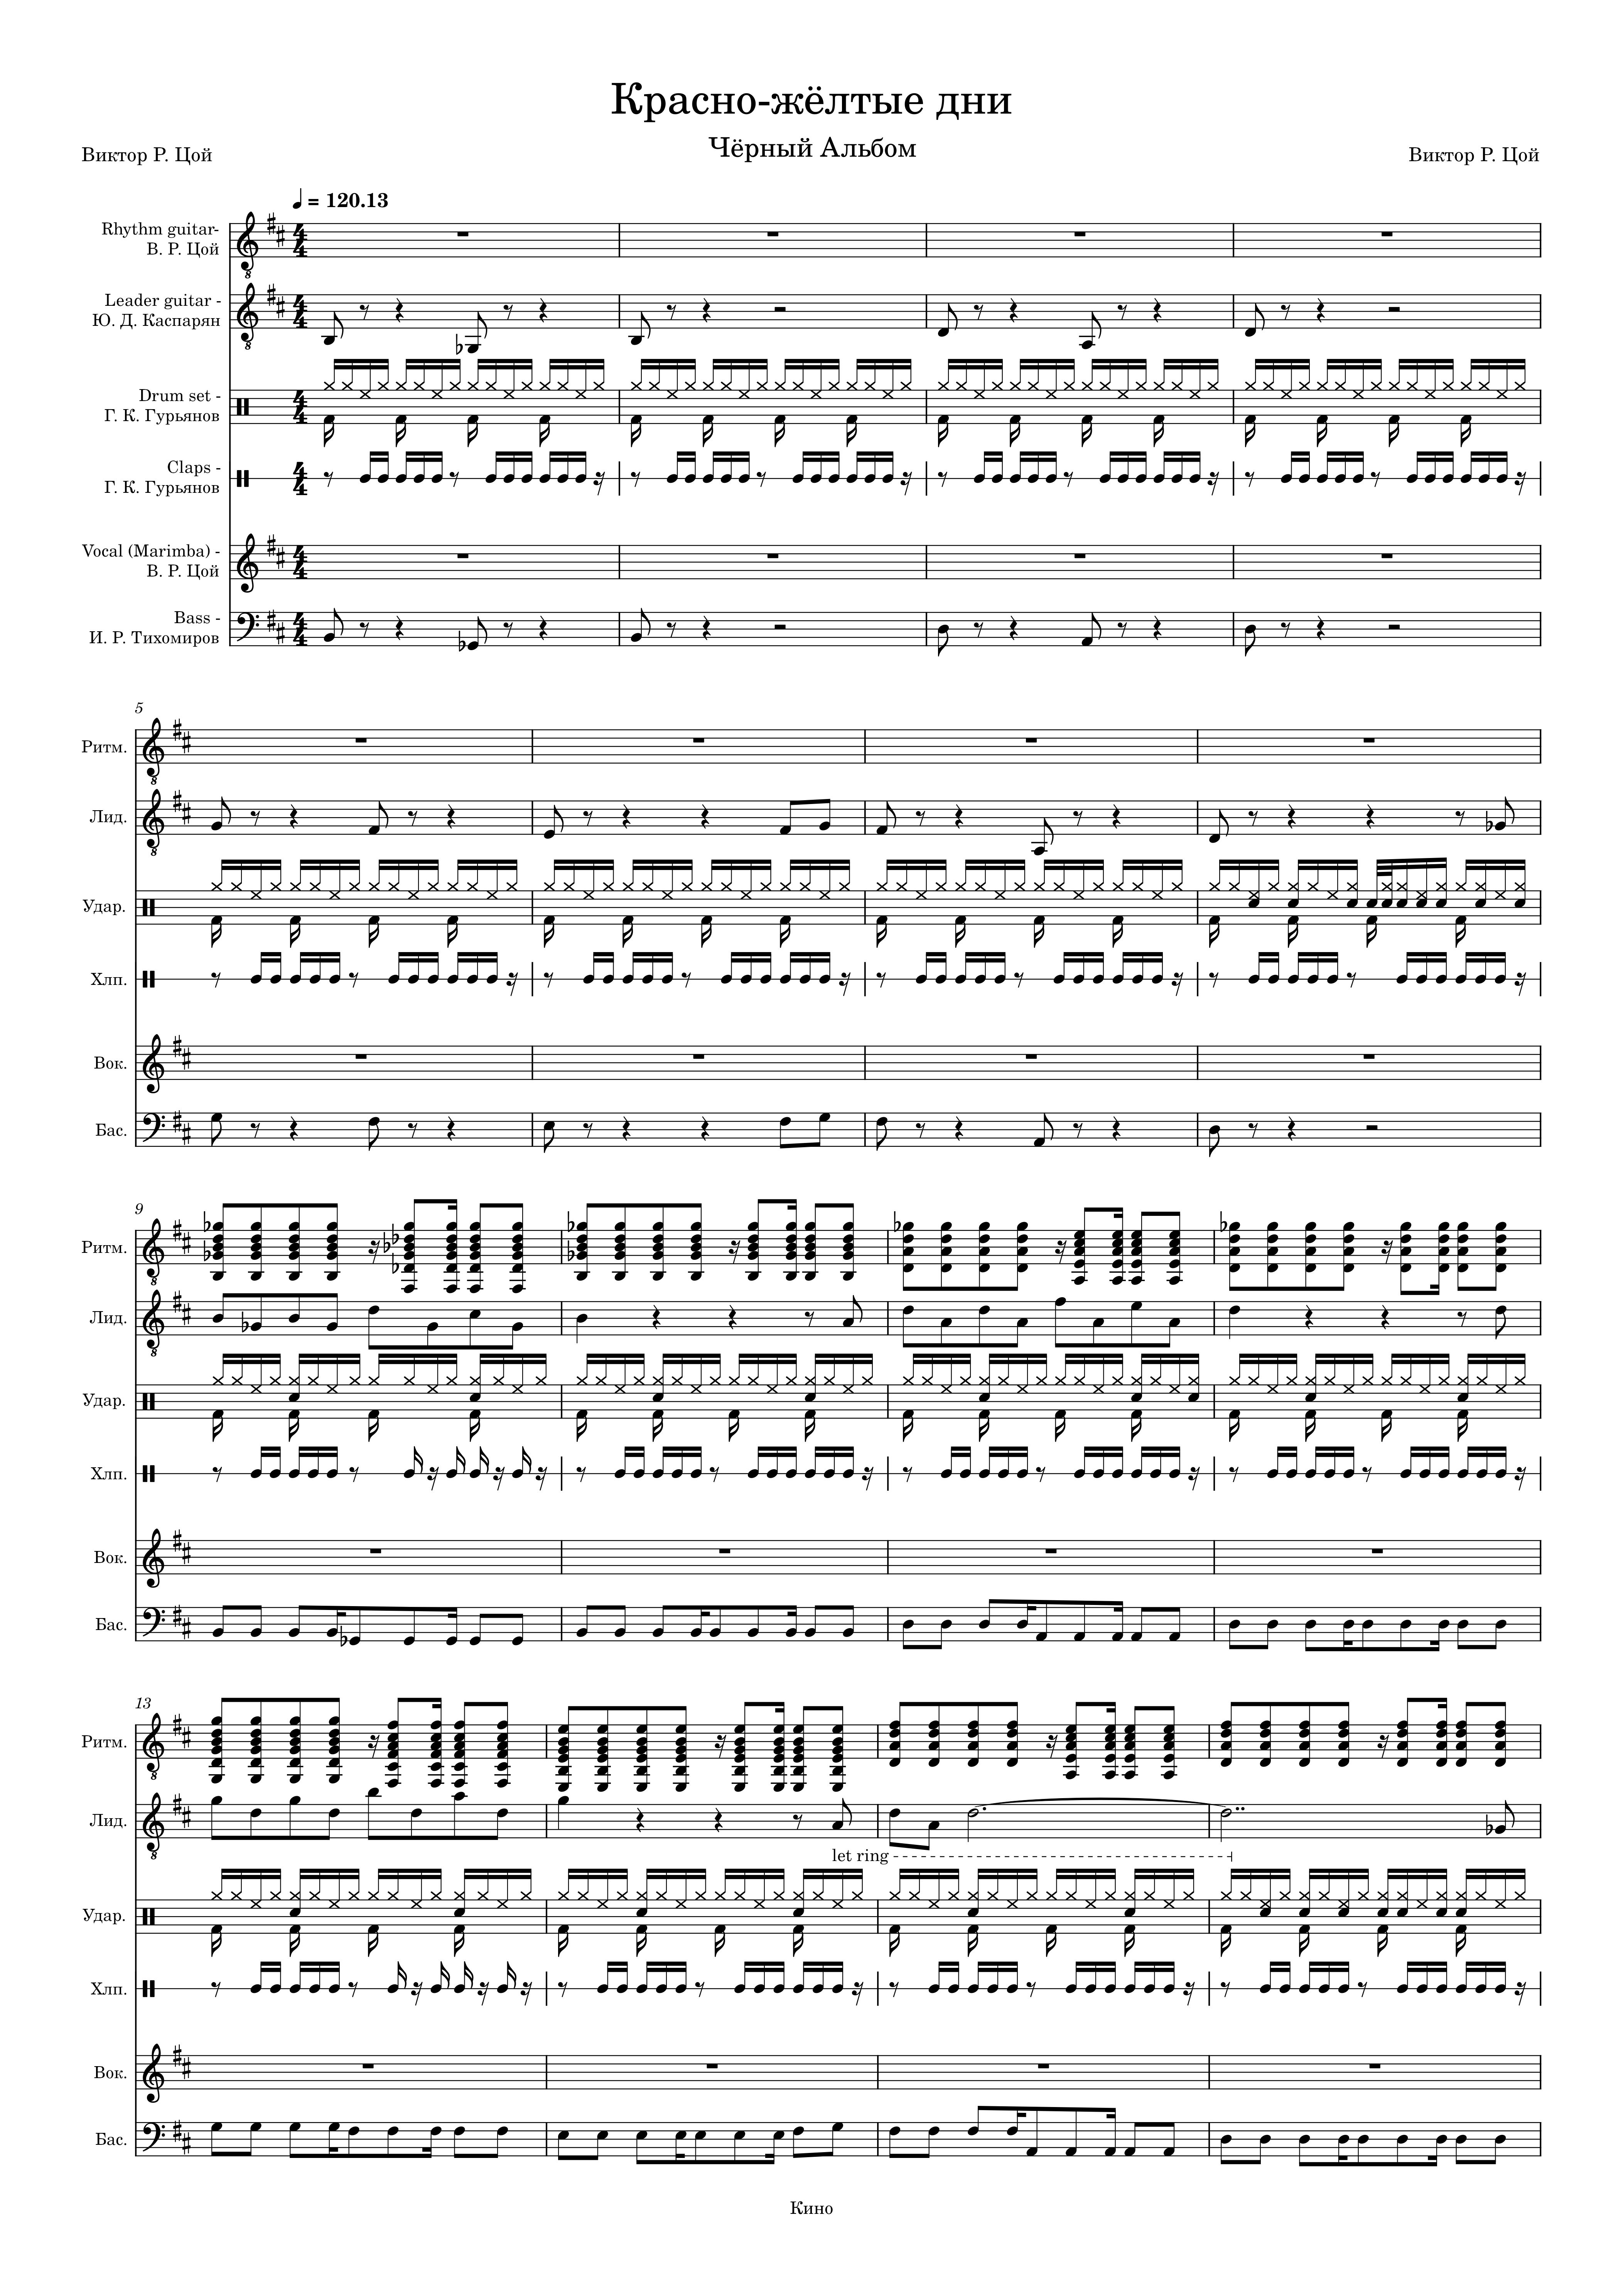 Красно-жёлтые дни
Чёрный Альбом
Виктор Р. Цой
Виктор Р. Цой
= 120.13
Rhythm guitar-
В. Р. Цой
Leader guitar -
Ю. Д. Каспарян
Drum set -
Г. К. Гурьянов
Claps -
Г. К. Гурьянов
Vocal (Marimba) -
В. Р. Цой
Bass -
И. Р. Тихомиров
5
Ритм.
Лид.
Удар.
Хлп.
Вок.
Бас.
9
Ритм.
Лид.
Удар.
Хлп.
Вок.
Бас.
13
Ритм.
Лид.
let ring
Удар.
Хлп.
Вок.
Бас.
Кино